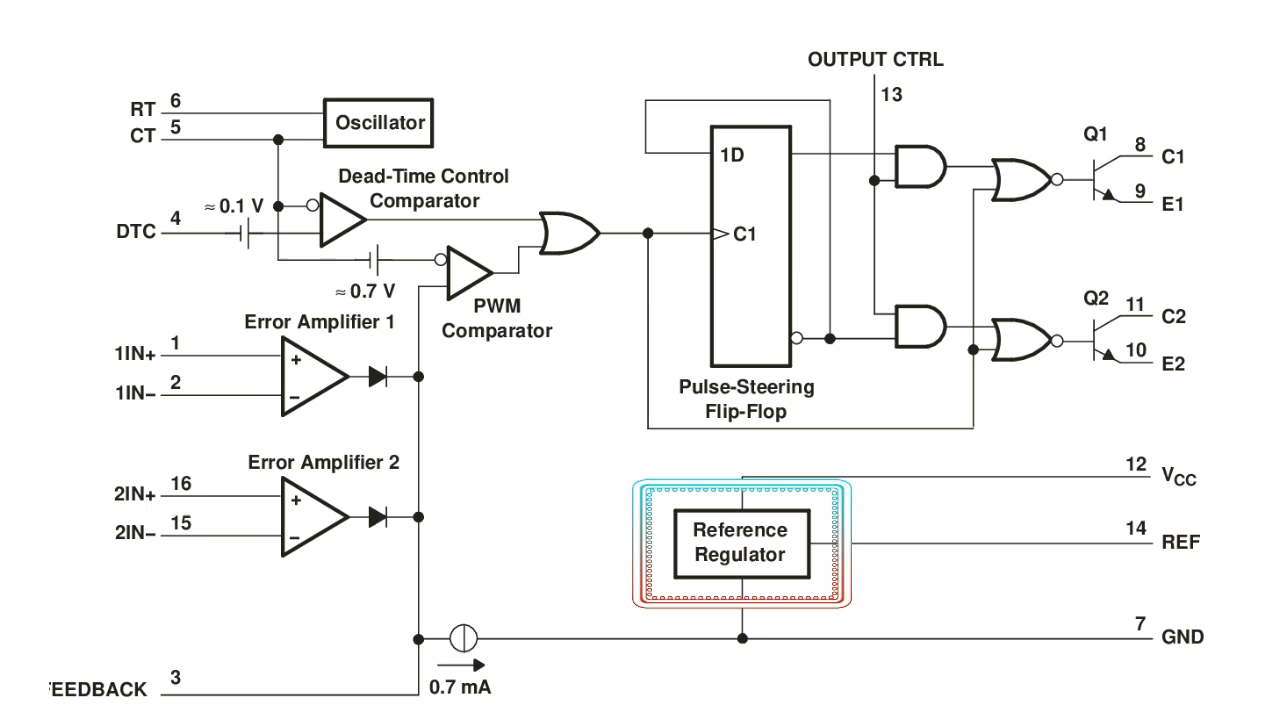 OUTPUT CTRL
13
RT 6
CT 5
Oscillator
Dead-Time Control
Comparator
≈ 0.1 V
DTC 4
≈ 0.7 V
PWM
Comparator
1D
C1
Pulse-Steering
Flip-Flop
Q1
8 C1
9 E1
Q2
11 C2
10 E2
Error Amplifier 1
1IN+ 1
+
1IN− 2
−
Error Amplifier 2
2IN+ 16
+
2IN− 15
−
12 VCC
Reference
Regulator
14 REF
7 GND
0.7 mA
EEDBACK 3